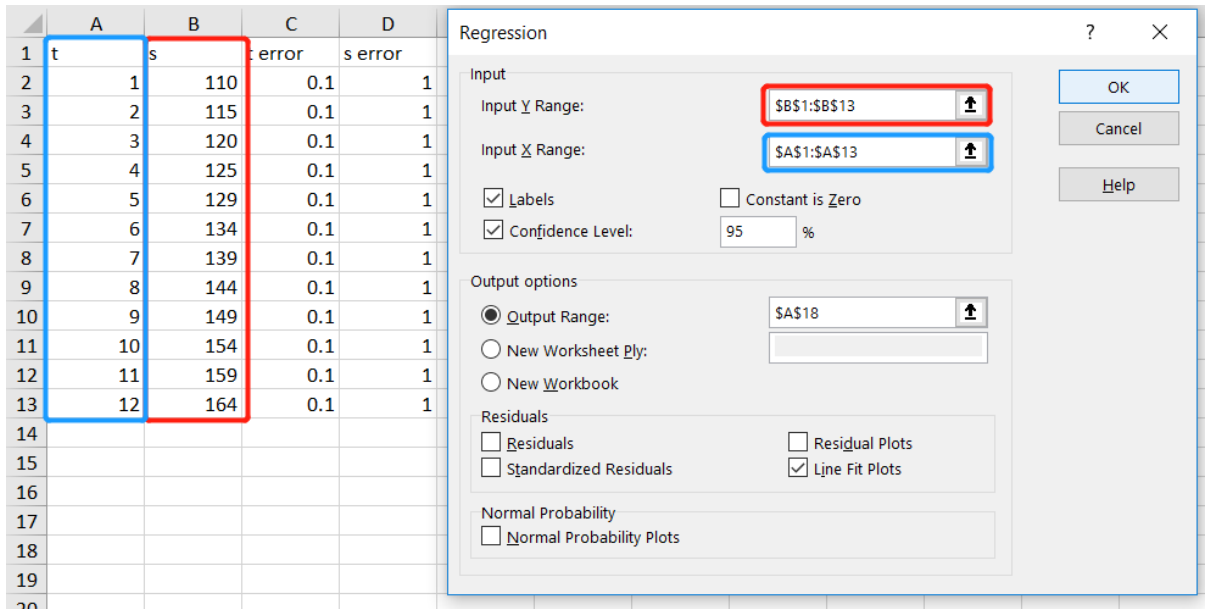 A B C D
1 t s t error s error
2 1 110 0.1 1
3 2 115 0.1 1
4 3 120 0.1 1
5 4 125 0.1 1
6 5 129 0.1 1
7 6 134 0.1 1
8 7 139 0.1 1
9 8 144 0.1 1
10 9 149 0.1 1
11 10 154 0.1 1
12 11 159 0.1 1
13 12 164 0.1 1
14
15
16
17
18
19
20
Regression ? ×
Input
Input Y Range: $B$1:$B$13
Input X Range: $A$1:$A$13
Labels Constant is Zero
Confidence Level: 95 %
OK
Cancel
Help
Output options
Output Range: $A$18
New Worksheet Ply:
New Workbook
Residuals
Residuals Residual Plots
Standardized Residuals Line Fit Plots
Normal Probability
Normal Probability Plots